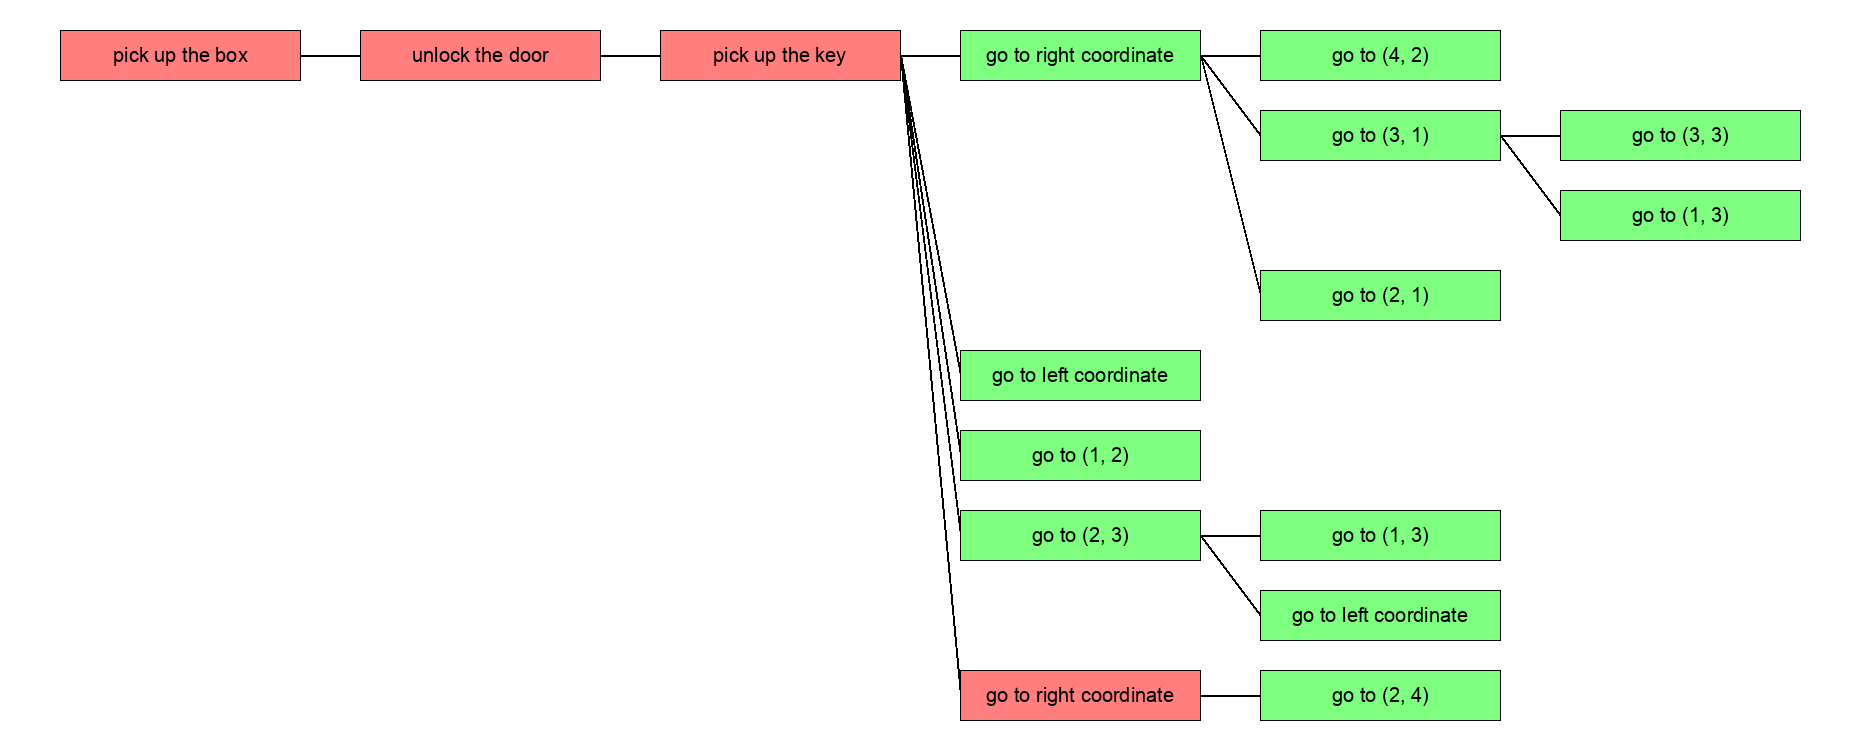 pick up the box
unlock the door
pick up the key
go to right coordinate
go to (4, 2)
go to (3, 1)
go to (3, 3)
go to (1, 3)
go to (2, 1)
go to left coordinate
go to (1, 2)
go to (2, 3)
go to (1, 3)
go to left coordinate
go to right coordinate
go to (2, 4)